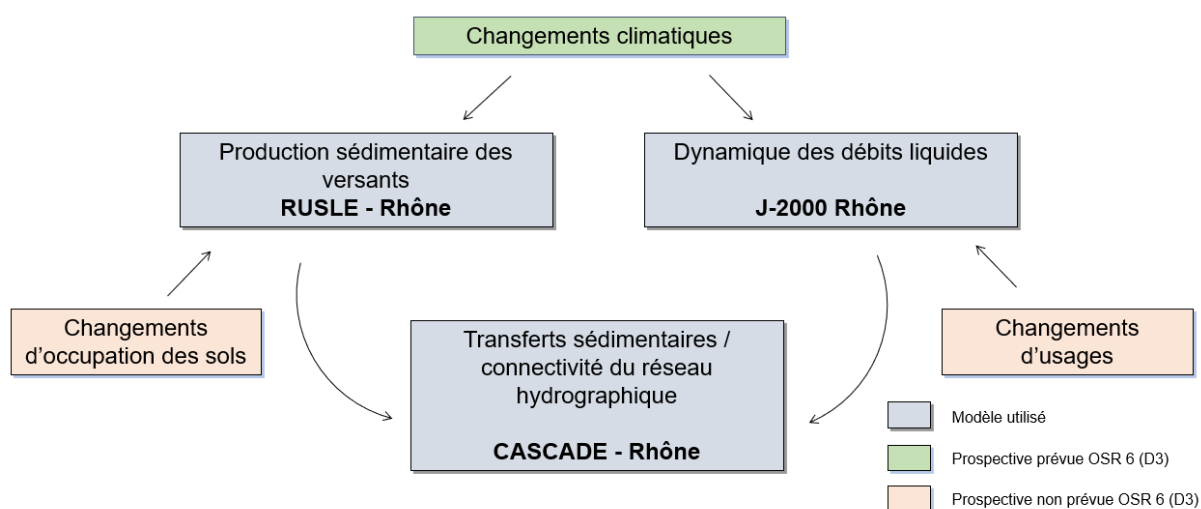 Changements climatiques
Production sédimentaire des
versants
RUSLE - Rhône
Dynamique des débits liquides
J-2000 Rhône
Changements
d'occupation des sols
Transferts sédimentaires /
connectivité du réseau
hydrographique
CASCADE - Rhône
Changements
d'usages
Modèle utilisé
Prospective prévue OSR 6 (D3)
Prospective non prévue OSR 6 (D3)